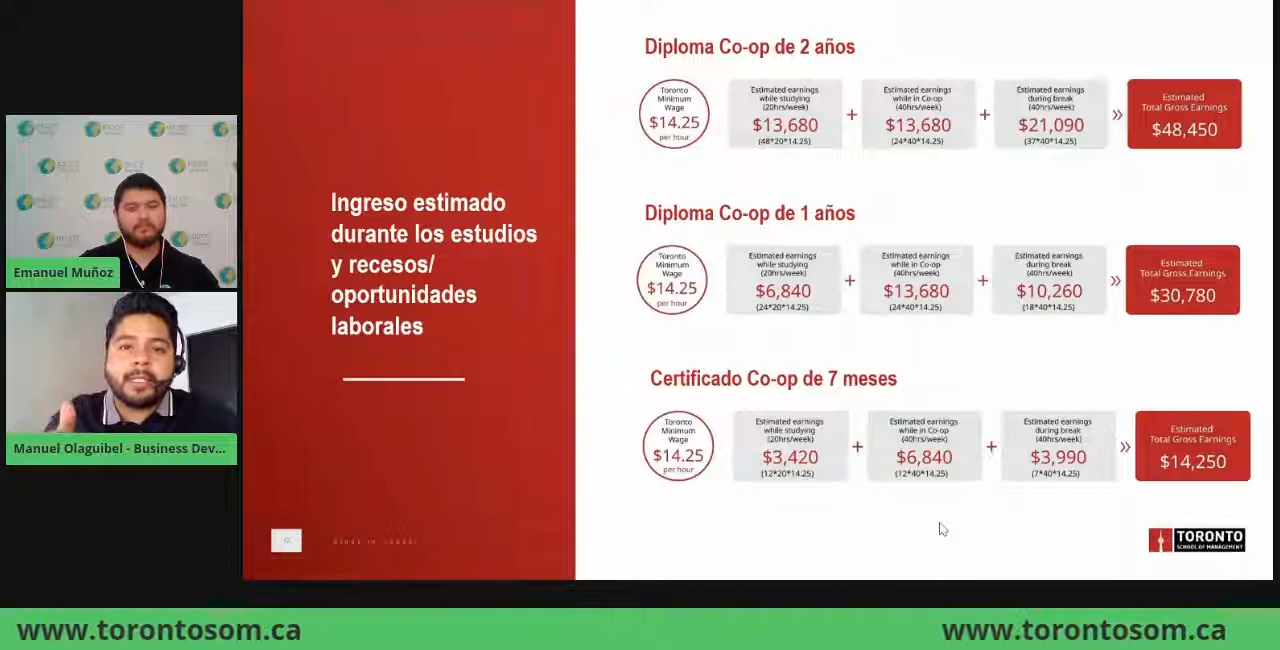 Emanuel Muñoz
Manuel Olaguibel - Business Dev...
Ingreso estimado
durante los estudios
y recesos/
oportunidades
laborales
Diploma Co-op de 2 años
Toronto
Minimum
Wage
$14.25
per hour
Estimated earnings
while studying
(20hrs/week)
$13,680
(48*20*14.25)
+
Estimated earnings
while in Co-op
(40hrs/week)
$13,680
(24*40*14.25)
+
Estimated earnings
during break
(40hrs/week)
$21,090
(37*40*14.25)
»
Estimated
Total Gross Earnings
$48,450
Diploma Co-op de 1 años
Toronto
Minimum
Wage
$14.25
per hour
Estimated earnings
while studying
(20hrs/week)
$6,840
(24*20*14.25)
+
Estimated earnings
while in Co-op
(40hrs/week)
$13,680
(24*40*14.25)
+
Estimated earnings
during break
(40hrs/week)
$10,260
(18*40*14.25)
»
Estimated
Total Gross Earnings
$30,780
Certificado Co-op de 7 meses
Toronto
Minimum
Wage
$14.25
per hour
Estimated earnings
while studying
(20hrs/week)
$3,420
(12*20*14.25)
+
Estimated earnings
while in Co-op
(40hrs/week)
$6,840
(12*40*14.25)
+
Estimated earnings
during break
(40hrs/week)
$3,990
(7*40*14.25)
»
Estimated
Total Gross Earnings
$14,250
TORONTO
SCHOOL OF MANAGEMENT
www.torontosom.ca
www.torontosom.ca